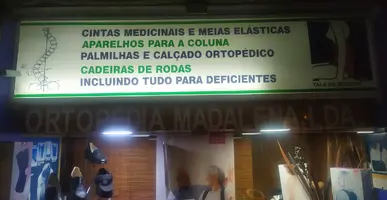 CINTAS MEDICINAIS E MEIAS ELÁSTICAS
APARELHOS PARA A COLUNA
PALMILHAS E CALÇADO ORTOPÉDICO
CADEIRAS DE RODAS
INCLUINDO TUDO PARA DEFICIENTES
ORTOPEDIA MADALENA LDA.